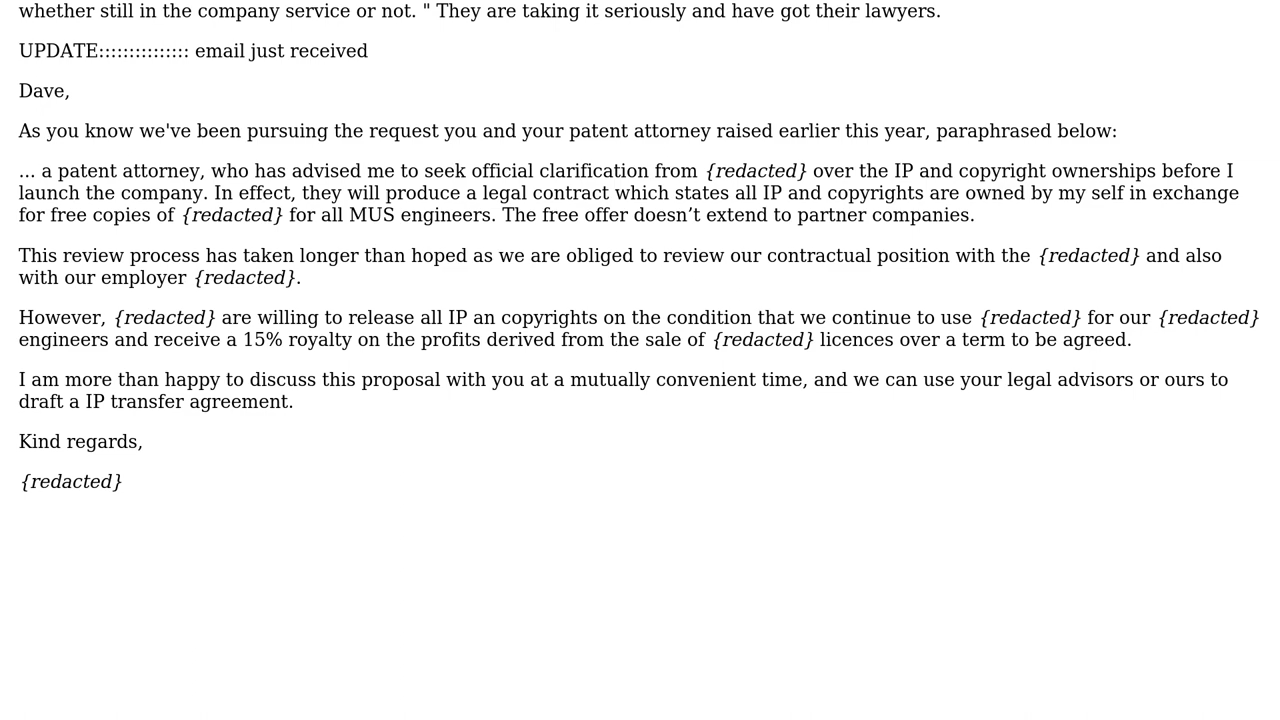 whether still in the company service or not. " They are taking it seriously and have got their lawyers.
UPDATE::::::::::::::: email just received
Dave,
As you know we've been pursuing the request you and your patent attorney raised earlier this year, paraphrased below:
... a patent attorney, who has advised me to seek official clarification from {redacted} over the IP and copyright ownerships before I
launch the company. In effect, they will produce a legal contract which states all IP and copyrights are owned by my self in exchange
for free copies of {redacted} for all MUS engineers. The free offer doesn’t extend to partner companies.
This review process has taken longer than hoped as we are obliged to review our contractual position with the {redacted} and also
with our employer {redacted}.
However, {redacted} are willing to release all IP an copyrights on the condition that we continue to use {redacted} for our {redacted}
engineers and receive a 15% royalty on the profits derived from the sale of {redacted} licences over a term to be agreed.
I am more than happy to discuss this proposal with you at a mutually convenient time, and we can use your legal advisors or ours to
draft a IP transfer agreement.
Kind regards,
{redacted}